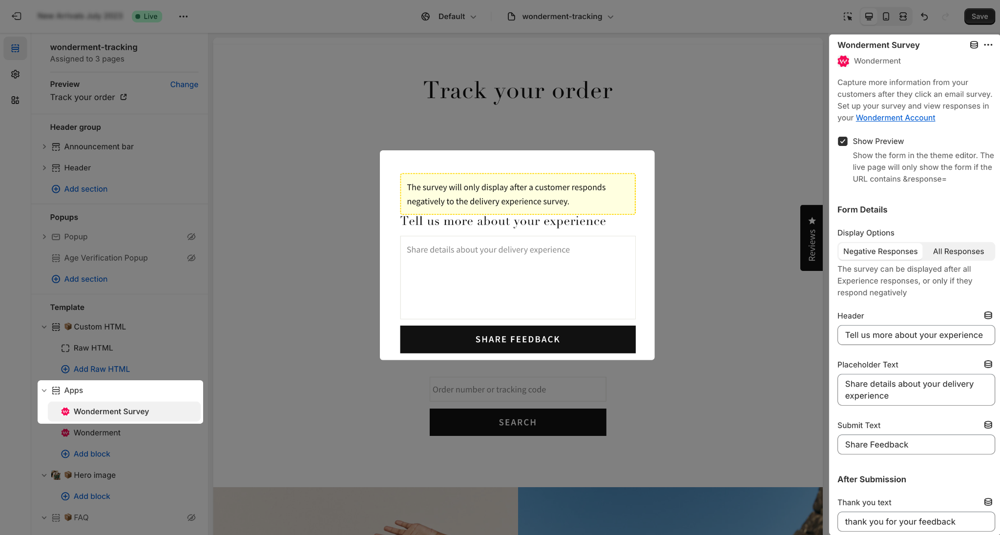 Live
Default
wonderment-tracking
Save
wonderment-tracking
Assigned to 3 pages
Preview
Change
Track your order
Header group
Announcement bar
Header
Add section
Popups
Popup
Age Verification Popup
Add section
Template
Custom HTML
Raw HTML
Add Raw HTML
Apps
Wonderment Survey
Wonderment
Add block
Hero image
Add block
FAQ
Track your order
The survey will only display after a customer responds
negatively to the delivery experience survey.
Tell us more about your experience
Share details about your delivery experience
SHARE FEEDBACK
Order number or tracking code
SEARCH
Reviews
Wonderment Survey
Wonderment
Capture more information from your
customers after they click an email survey.
Set up your survey and view responses in
your Wonderment Account
Show Preview
Show the form in the theme editor. The
live page will only show the form if the
URL contains &response=
Form Details
Display Options
Negative Responses
All Responses
The survey can be displayed after all
Experience responses, or only if they
respond negatively
Header
Tell us more about your experience
Placeholder Text
Share details about your delivery
experience
Submit Text
Share Feedback
After Submission
Thank you text
thank you for your feedback